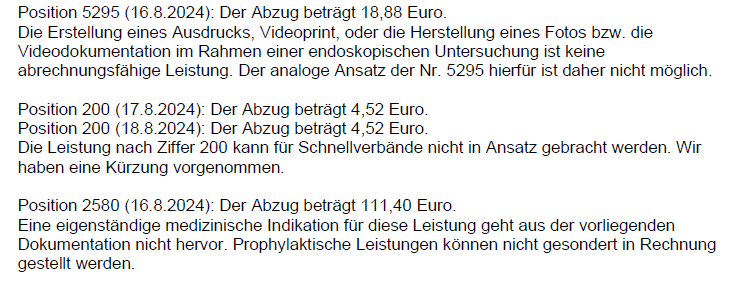 Position 5295 (16.8.2024): Der Abzug beträgt 18,88 Euro.
Die Erstellung eines Ausdrucks, Videoprint, oder die Herstellung eines Fotos bzw. die
Videodokumentation im Rahmen einer endoskopischen Untersuchung ist keine
abrechnungsfähige Leistung. Der analoge Ansatz der Nr. 5295 hierfür ist daher nicht möglich.
Position 200 (17.8.2024): Der Abzug beträgt 4,52 Euro.
Position 200 (18.8.2024): Der Abzug beträgt 4,52 Euro.
Die Leistung nach Ziffer 200 kann für Schnellverbände nicht in Ansatz gebracht werden. Wir
haben eine Kürzung vorgenommen.
Position 2580 (16.8.2024): Der Abzug beträgt 111,40 Euro.
Eine eigenständige medizinische Indikation für diese Leistung geht aus der vorliegenden
Dokumentation nicht hervor. Prophylaktische Leistungen können nicht gesondert in Rechnung
gestellt werden.